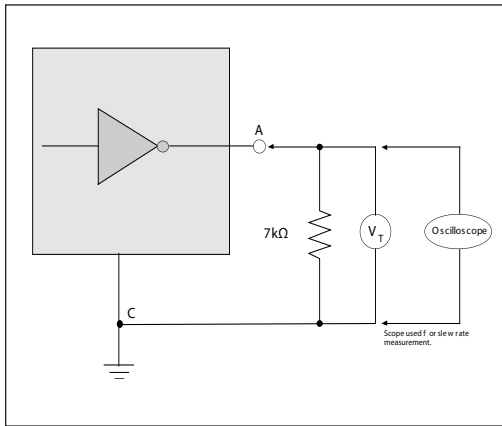 A
7kΩ
V T
Oscilloscope
C
Scope used f or slew rate
measurement.